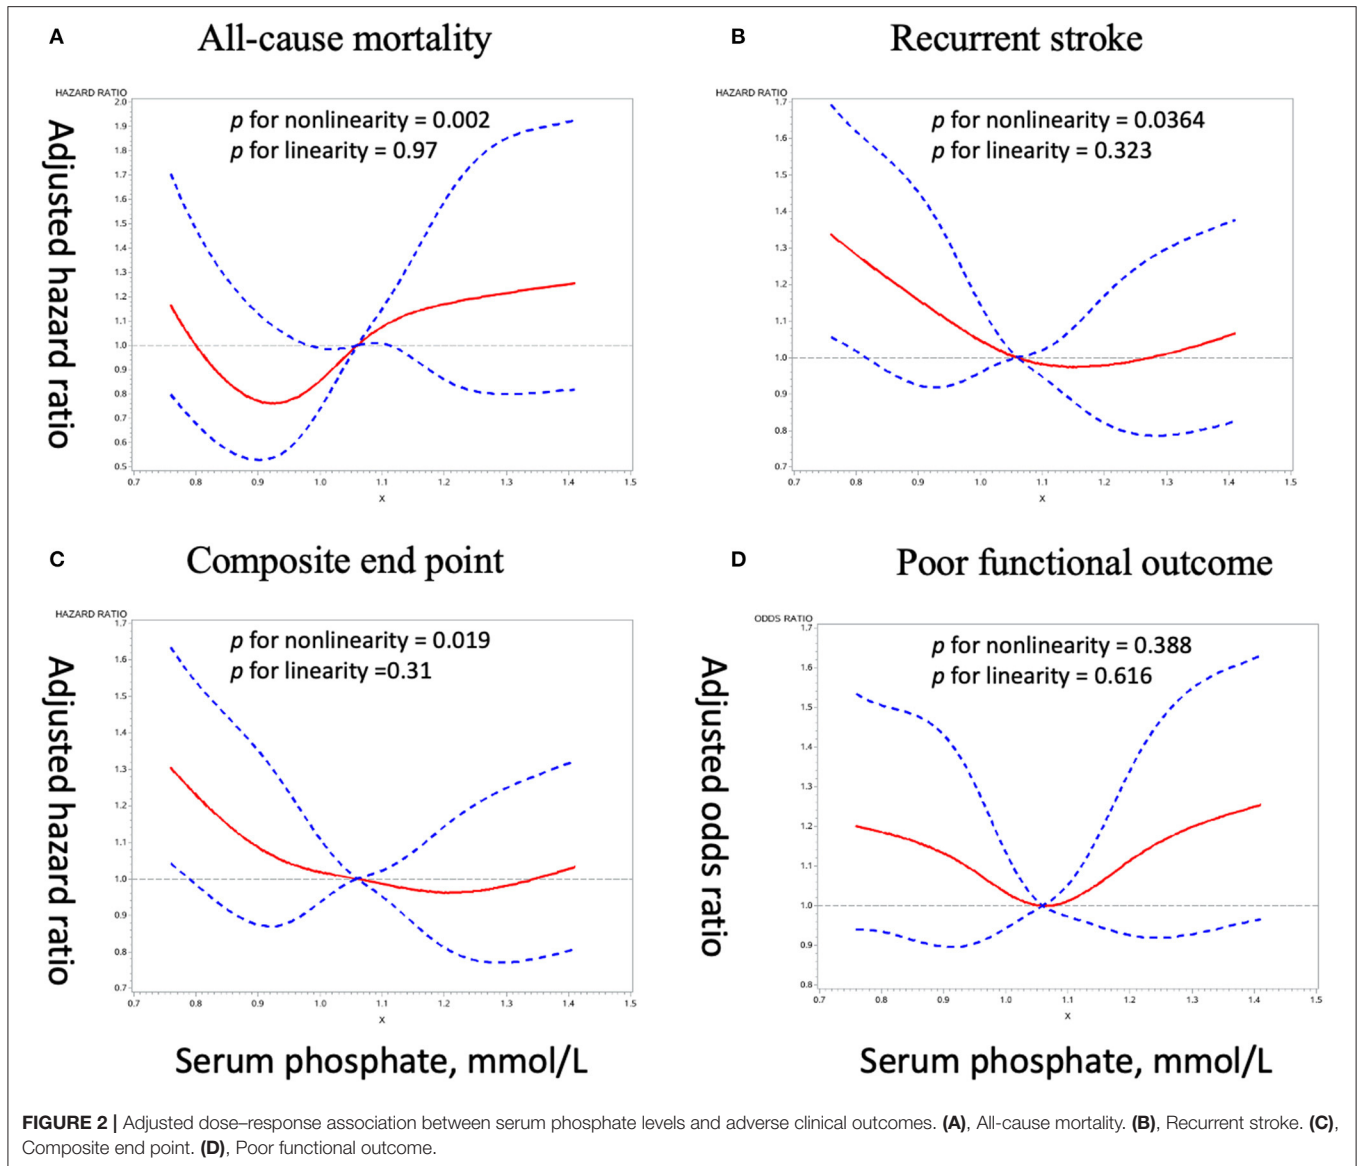 A
All-cause mortality
HAZARD RATIO
2.0
1.9
1.8
1.7
1.6
1.5
1.4
1.3
1.2
1.1
1.0
0.9
0.8
0.7
0.6
0.5
p for nonlinearity = 0.002
p for linearity = 0.97
Adjusted hazard ratio
0.7 0.8 0.9 1.0 1.1 1.2 1.3 1.4 1.5
X
B
Recurrent stroke
HAZARD RATIO
1.7
1.6
1.5
1.4
1.3
1.2
1.1
1.0
0.9
0.8
0.7
p for nonlinearity = 0.0364
p for linearity = 0.323
0.7 0.8 0.9 1.0 1.1 1.2 1.3 1.4 1.5
X
C
Composite end point
HAZARD RATIO
1.7
1.6
1.5
1.4
1.3
1.2
1.1
1.0
0.9
0.8
0.7
p for nonlinearity = 0.019
p for linearity =0.31
Adjusted hazard ratio
0.7 0.8 0.9 1.0 1.1 1.2 1.3 1.4 1.5
X
Serum phosphate, mmol/L
D
Poor functional outcome
ODDS RATIO
1.7
1.6
1.5
1.4
1.3
1.2
1.1
1.0
0.9
0.8
p for nonlinearity = 0.388
p for linearity = 0.616
Adjusted odds ratio
0.7 0.8 0.9 1.0 1.1 1.2 1.3 1.4 1.5
X
Serum phosphate, mmol/L
FIGURE 2 | Adjusted dose–response association between serum phosphate levels and adverse clinical outcomes. (A), All-cause mortality. (B), Recurrent stroke. (C),
Composite end point. (D), Poor functional outcome.